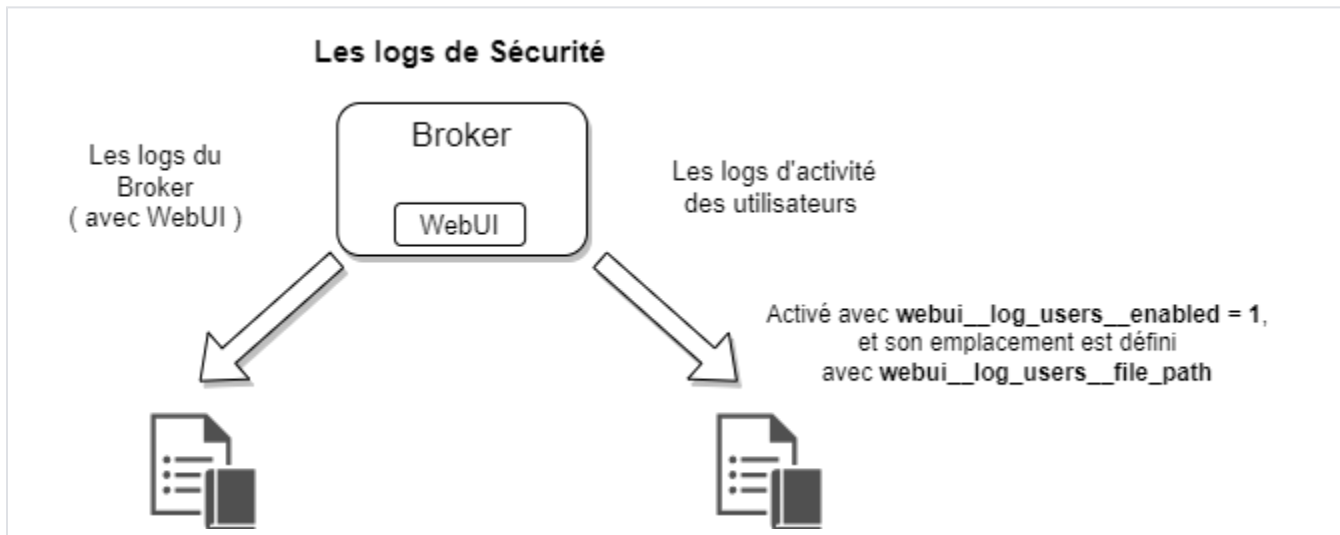 Les logs de Sécurité
Broker
WebUI
Les logs du
Broker
( avec WebUI )
Les logs d'activité
des utilisateurs
Activé avec webui__log_users__enabled = 1,
et son emplacement est défini
avec webui__log_users__file_path